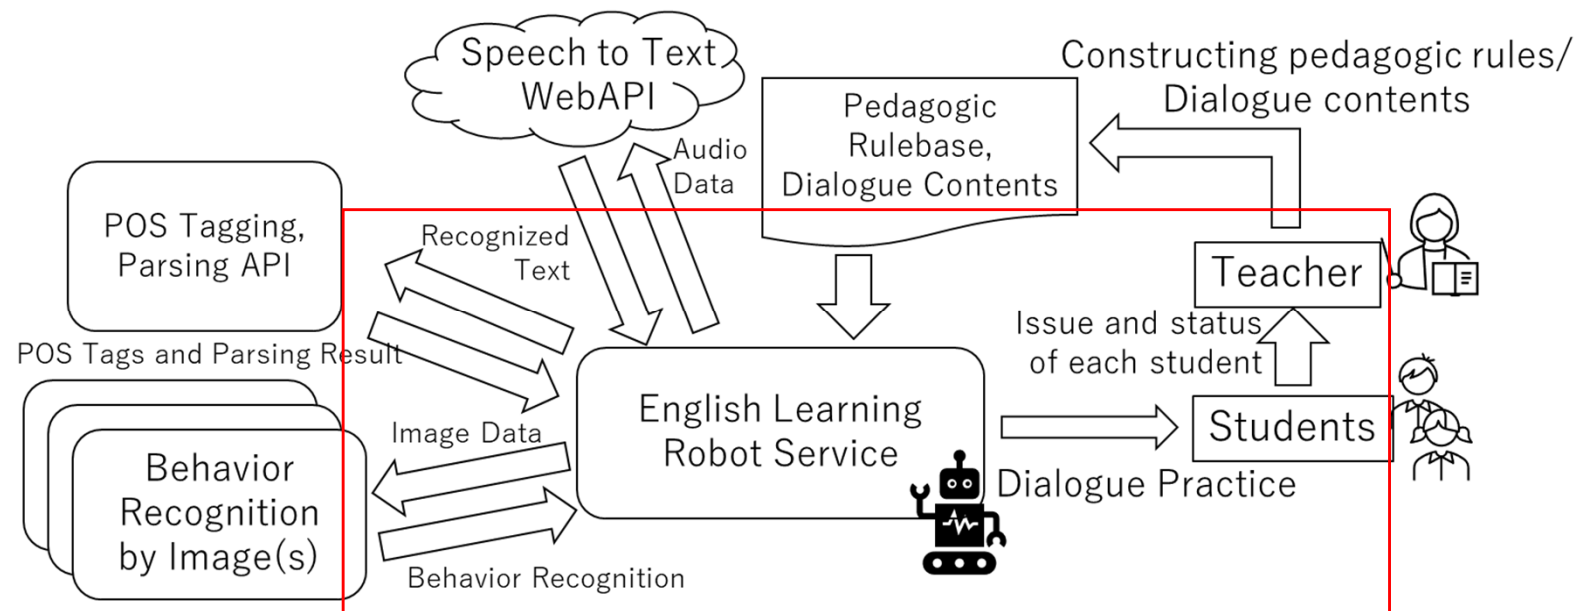 Speech to Text
WebAPI
Constructing pedagogic rules/
Dialogue contents
Pedagogic
Rulebase,
Dialogue Contents
Audio
Data
POS Tagging,
Parsing API
Recognized
Text
Teacher
Issue and status
of each student
POS Tags and Parsing Result
English Learning
Robot Service
Students
Image Data
Dialogue Practice
Behavior
Recognition
by Image(s)
Behavior Recognition